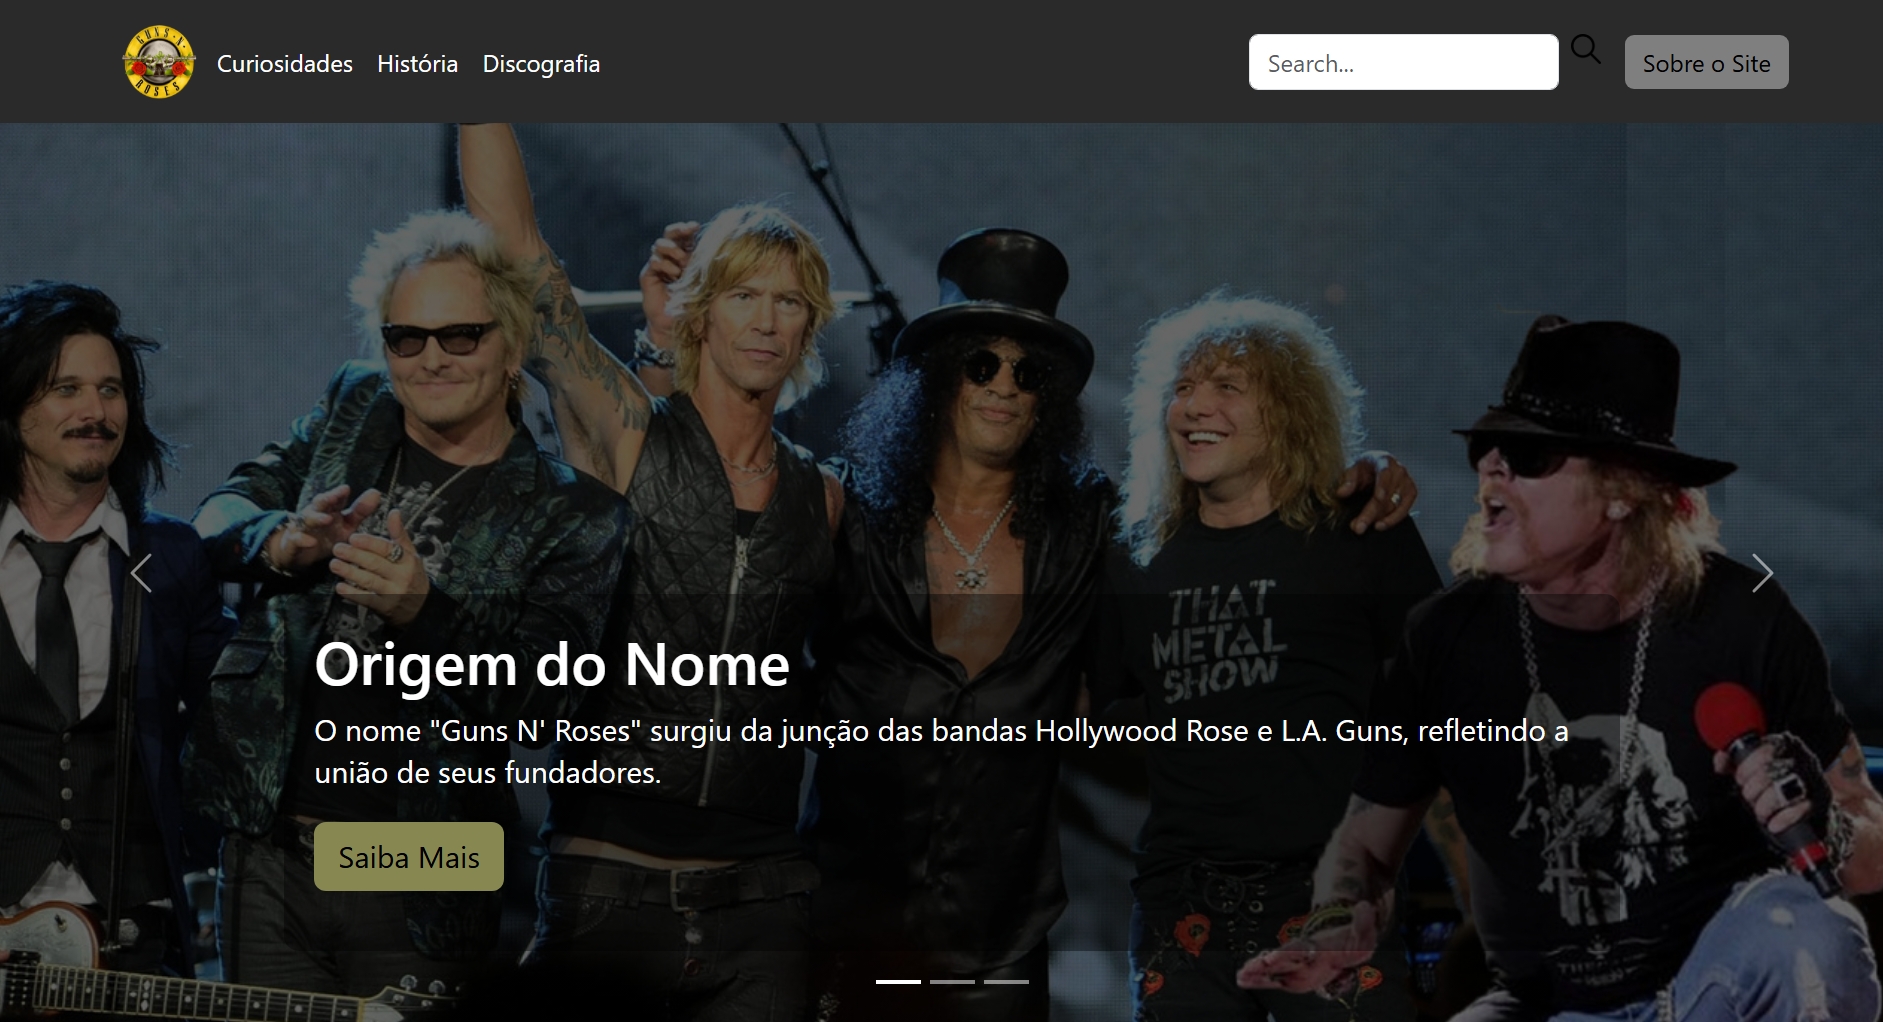 GUNS N'
ROSES
Curiosidades
História
Discografia
Search...
Sobre o Site
THAT
METAL
SHOW
Origem do Nome
O nome "Guns N' Roses" surgiu da junção das bandas Hollywood Rose e L.A. Guns, refletindo a
união de seus fundadores.
Saiba Mais